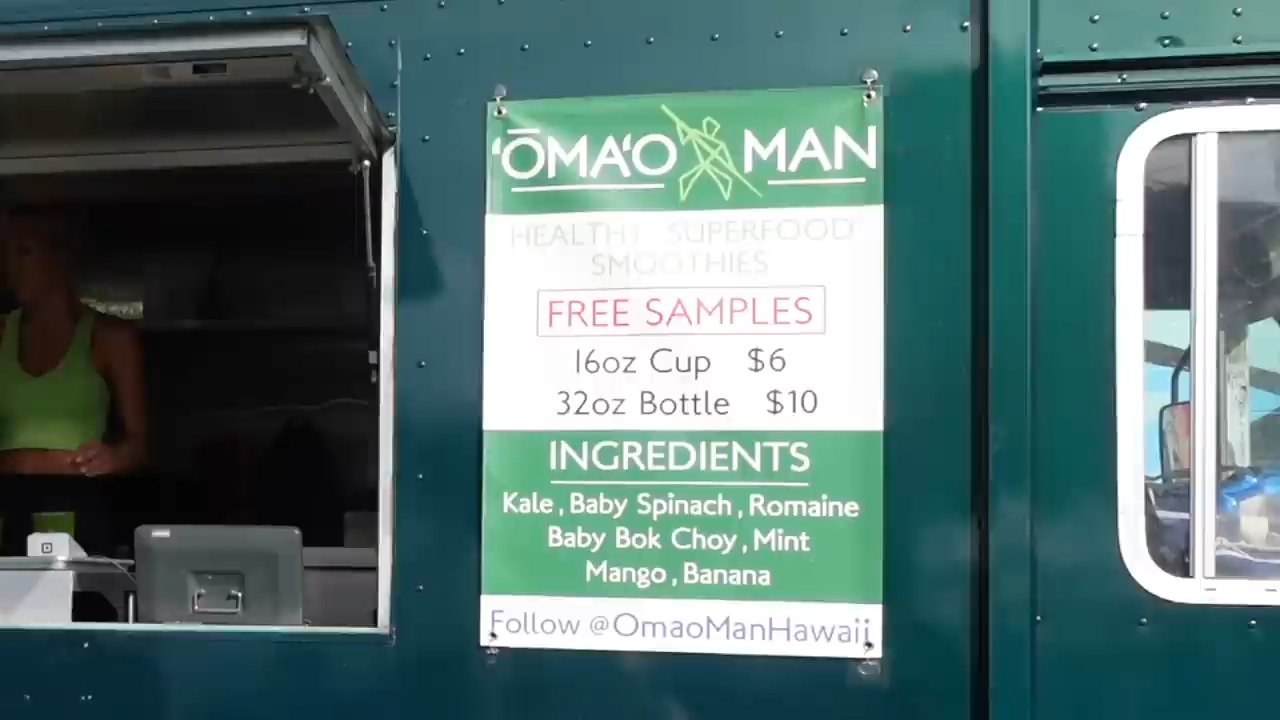 ʻŌMAʻO MAN
HEALTHY SUPERFOOD
SMOOTHIES
FREE SAMPLES
16oz Cup $6
32oz Bottle $10
INGREDIENTS
Kale, Baby Spinach, Romaine
Baby Bok Choy, Mint
Mango, Banana
Follow @OmaoManHawaii